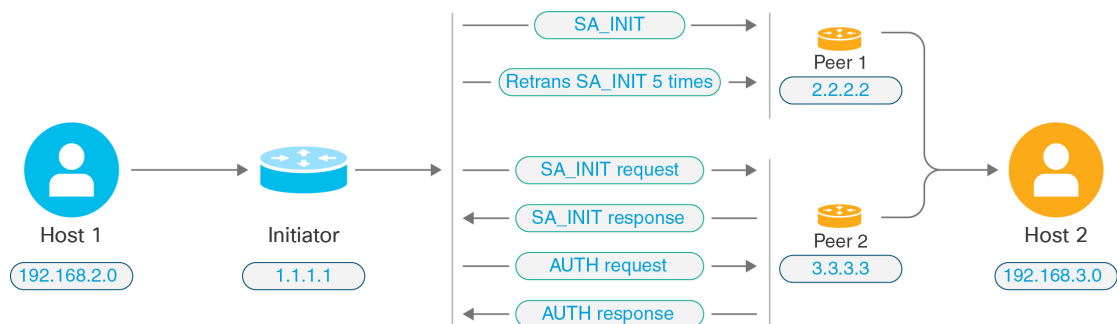 SA_INIT
Retrans SA_INIT 5 times
Peer 1
2.2.2.2
Host 1
192.168.2.0
Initiator
1.1.1.1
SA_INIT request
SA_INIT response
AUTH request
AUTH response
Peer 2
3.3.3.3
Host 2
192.168.3.0